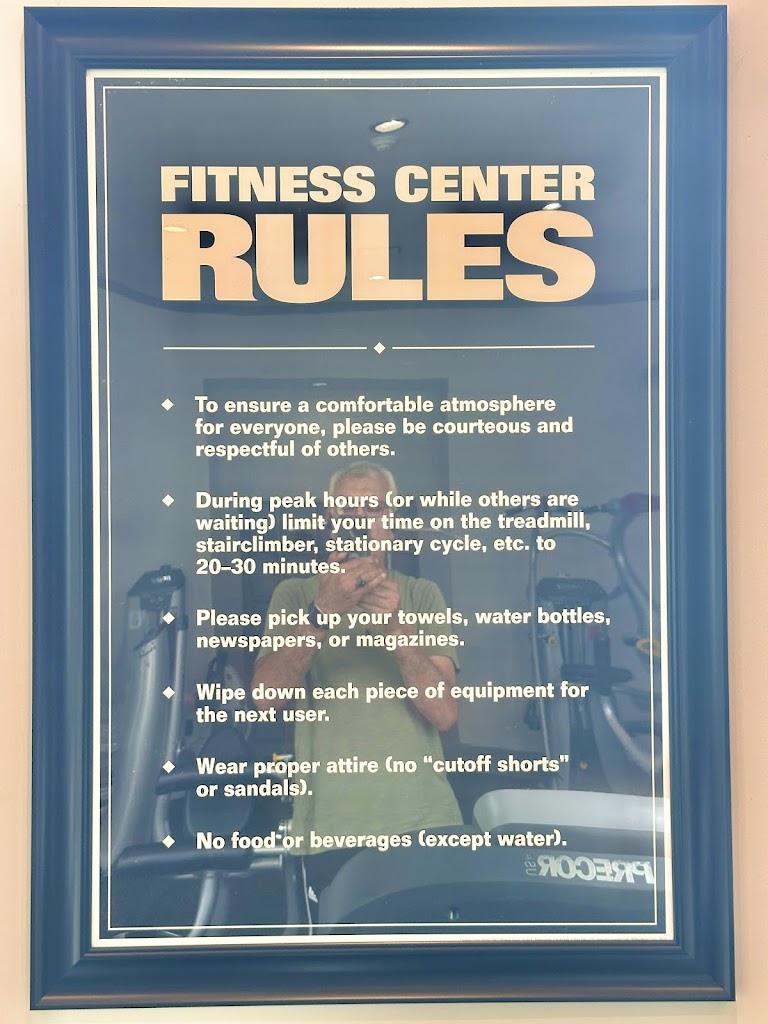 FITNESS CENTER
RULES
◆ To ensure a comfortable atmosphere
for everyone, please be courteous and
respectful of others.
◆ During peak hours (or while others are
waiting) limit your time on the treadmill,
stairclimber, stationary cycle, etc. to
20–30 minutes.
◆ Please pick up your towels, water bottles,
newspapers, or magazines.
◆ Wipe down each piece of equipment for
the next user.
◆ Wear proper attire (no “cutoff shorts”
or sandals).
◆ No food or beverages (except water).
PRECOR
USA